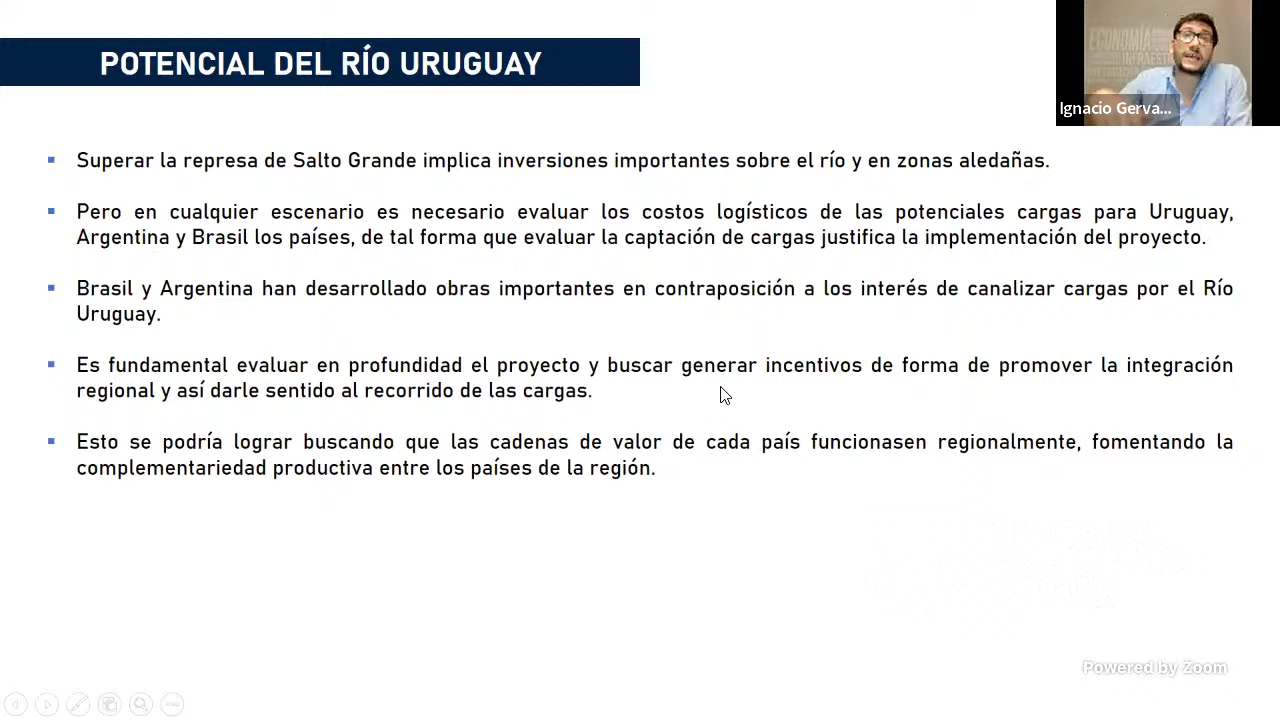 POTENCIAL DEL RÍO URUGUAY
ECONOMÍA
Ignacio Gerva...
Superar la represa de Salto Grande implica inversiones importantes sobre el río y en zonas aledañas.
Pero en cualquier escenario es necesario evaluar los costos logísticos de las potenciales cargas para Uruguay,
Argentina y Brasil los países, de tal forma que evaluar la captación de cargas justifica la implementación del proyecto.
Brasil y Argentina han desarrollado obras importantes en contraposición a los interés de canalizar cargas por el Río
Uruguay.
Es fundamental evaluar en profundidad el proyecto y buscar generar incentivos de forma de promover la integración
regional y así darle sentido al recorrido de las cargas.
Esto se podría lograr buscando que las cadenas de valor de cada país funcionasen regionalmente, fomentando la
complementariedad productiva entre los países de la región.
Powered by Zoom